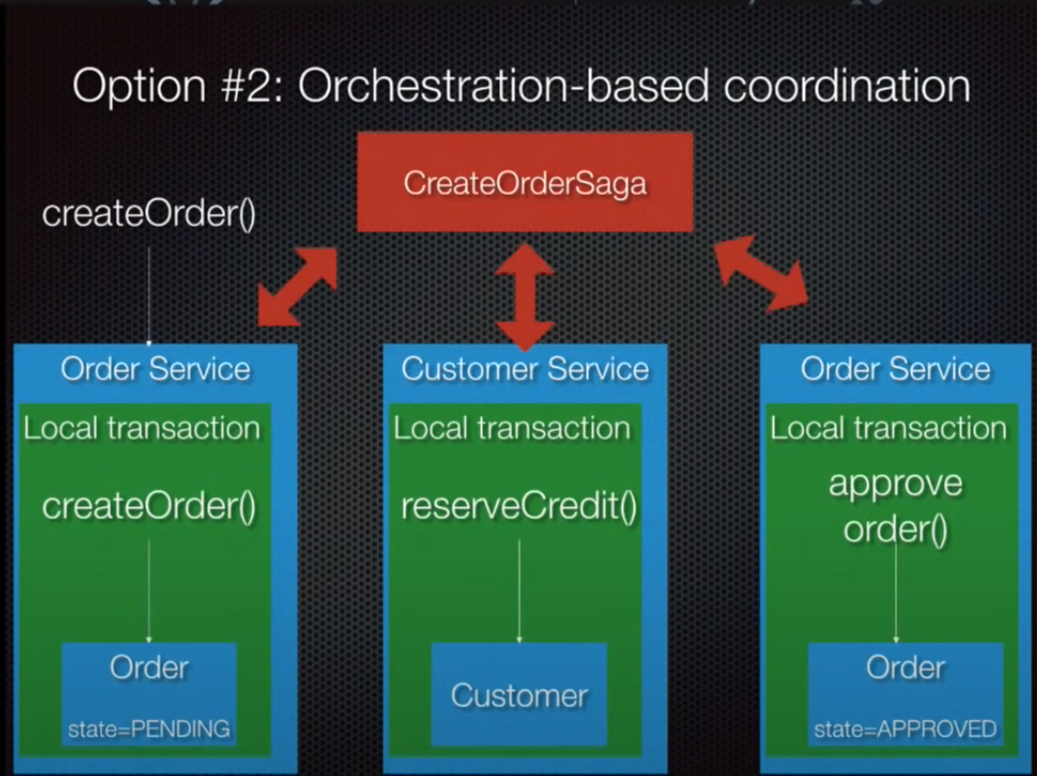 Option #2: Orchestration-based coordination
CreateOrderSaga
createOrder()
Order Service
Local transaction
createOrder()
Order
state=PENDING
Customer Service
Local transaction
reserveCredit()
Customer
Order Service
Local transaction
approve
order()
Order
state=APPROVED